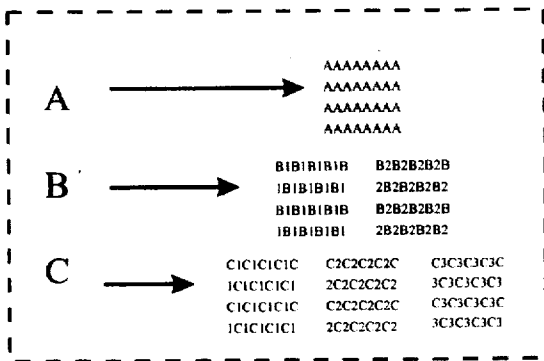 A
AAAAAAAA
AAAAAAAA
AAAAAAAA
AAAAAAAA
B
B1B1B1B1B B2B2B2B2B
1B1B1B1B1 2B2B2B2B2
B1B1B1B1B B2B2B2B2B
1B1B1B1B1 2B2B2B2B2
C
C1C1C1C1C C2C2C2C2C C3C3C3C3C
1C1C1C1C1 2C2C2C2C2 3C3C3C3C3
C1C1C1C1C C2C2C2C2C C3C3C3C3C
1C1C1C1C1 2C2C2C2C2 3C3C3C3C3